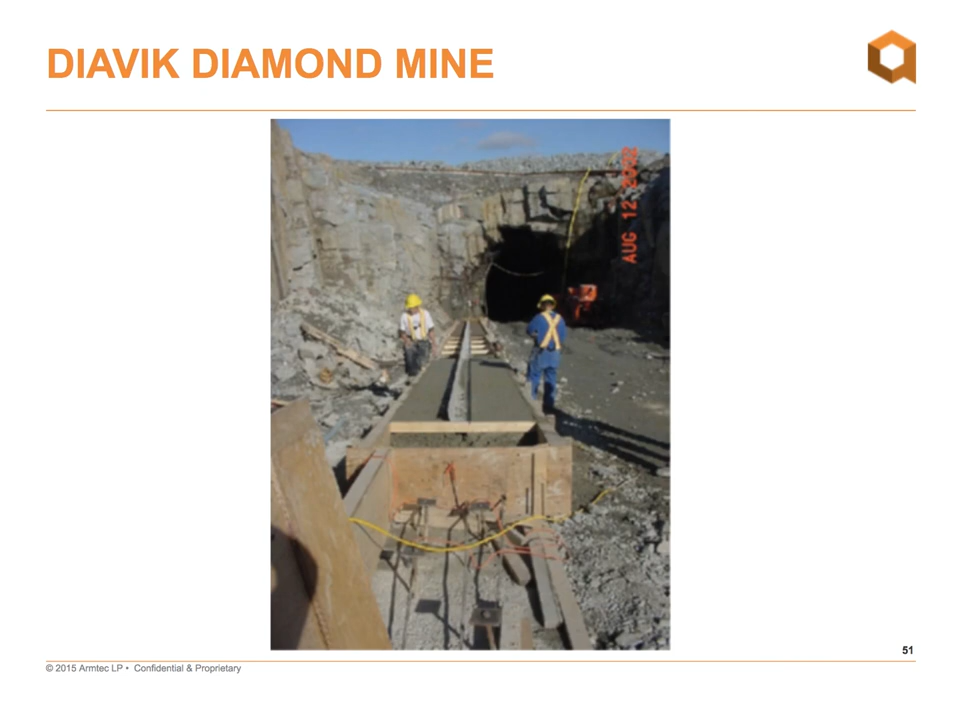 DIAVIK DIAMOND MINE
AUG 12 2002
51
© 2015 Armtec LP • Confidential & Proprietary